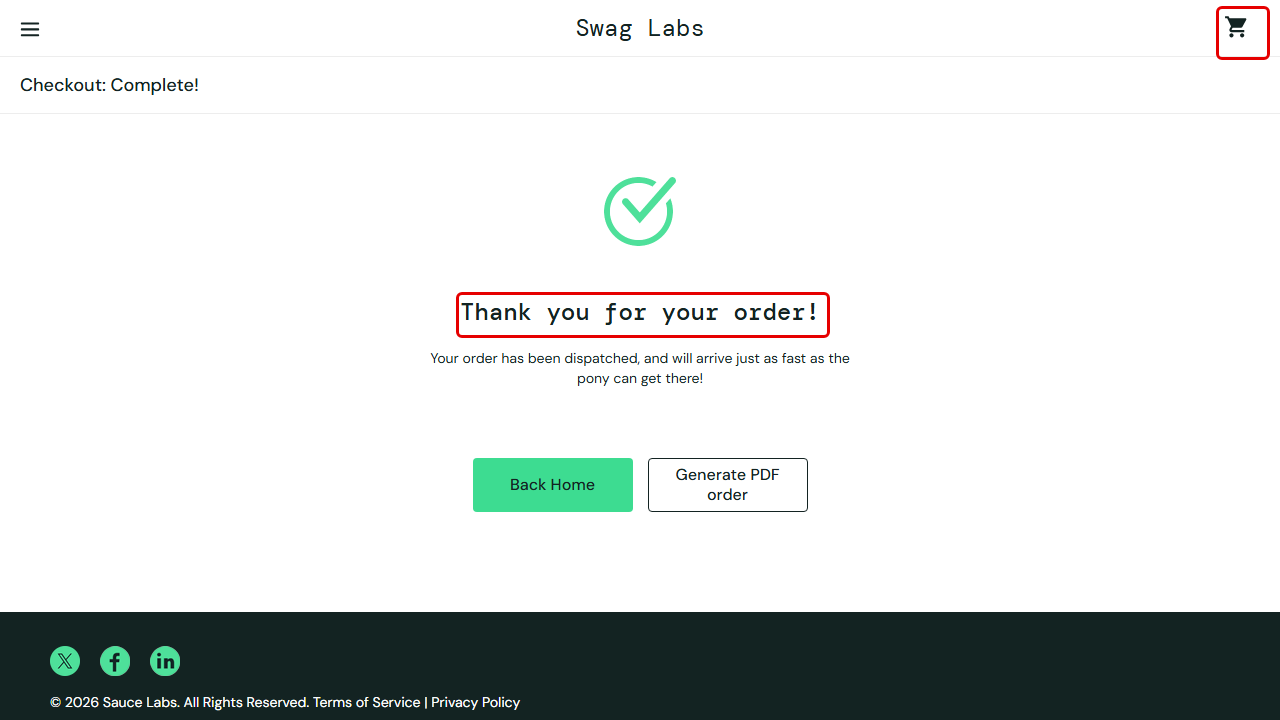 Swag Labs
Checkout: Complete!
Thank you for your order!
Your order has been dispatched, and will arrive just as fast as the
pony can get there!
Back Home
Generate PDF
order
© 2026 Sauce Labs. All Rights Reserved. Terms of Service | Privacy Policy